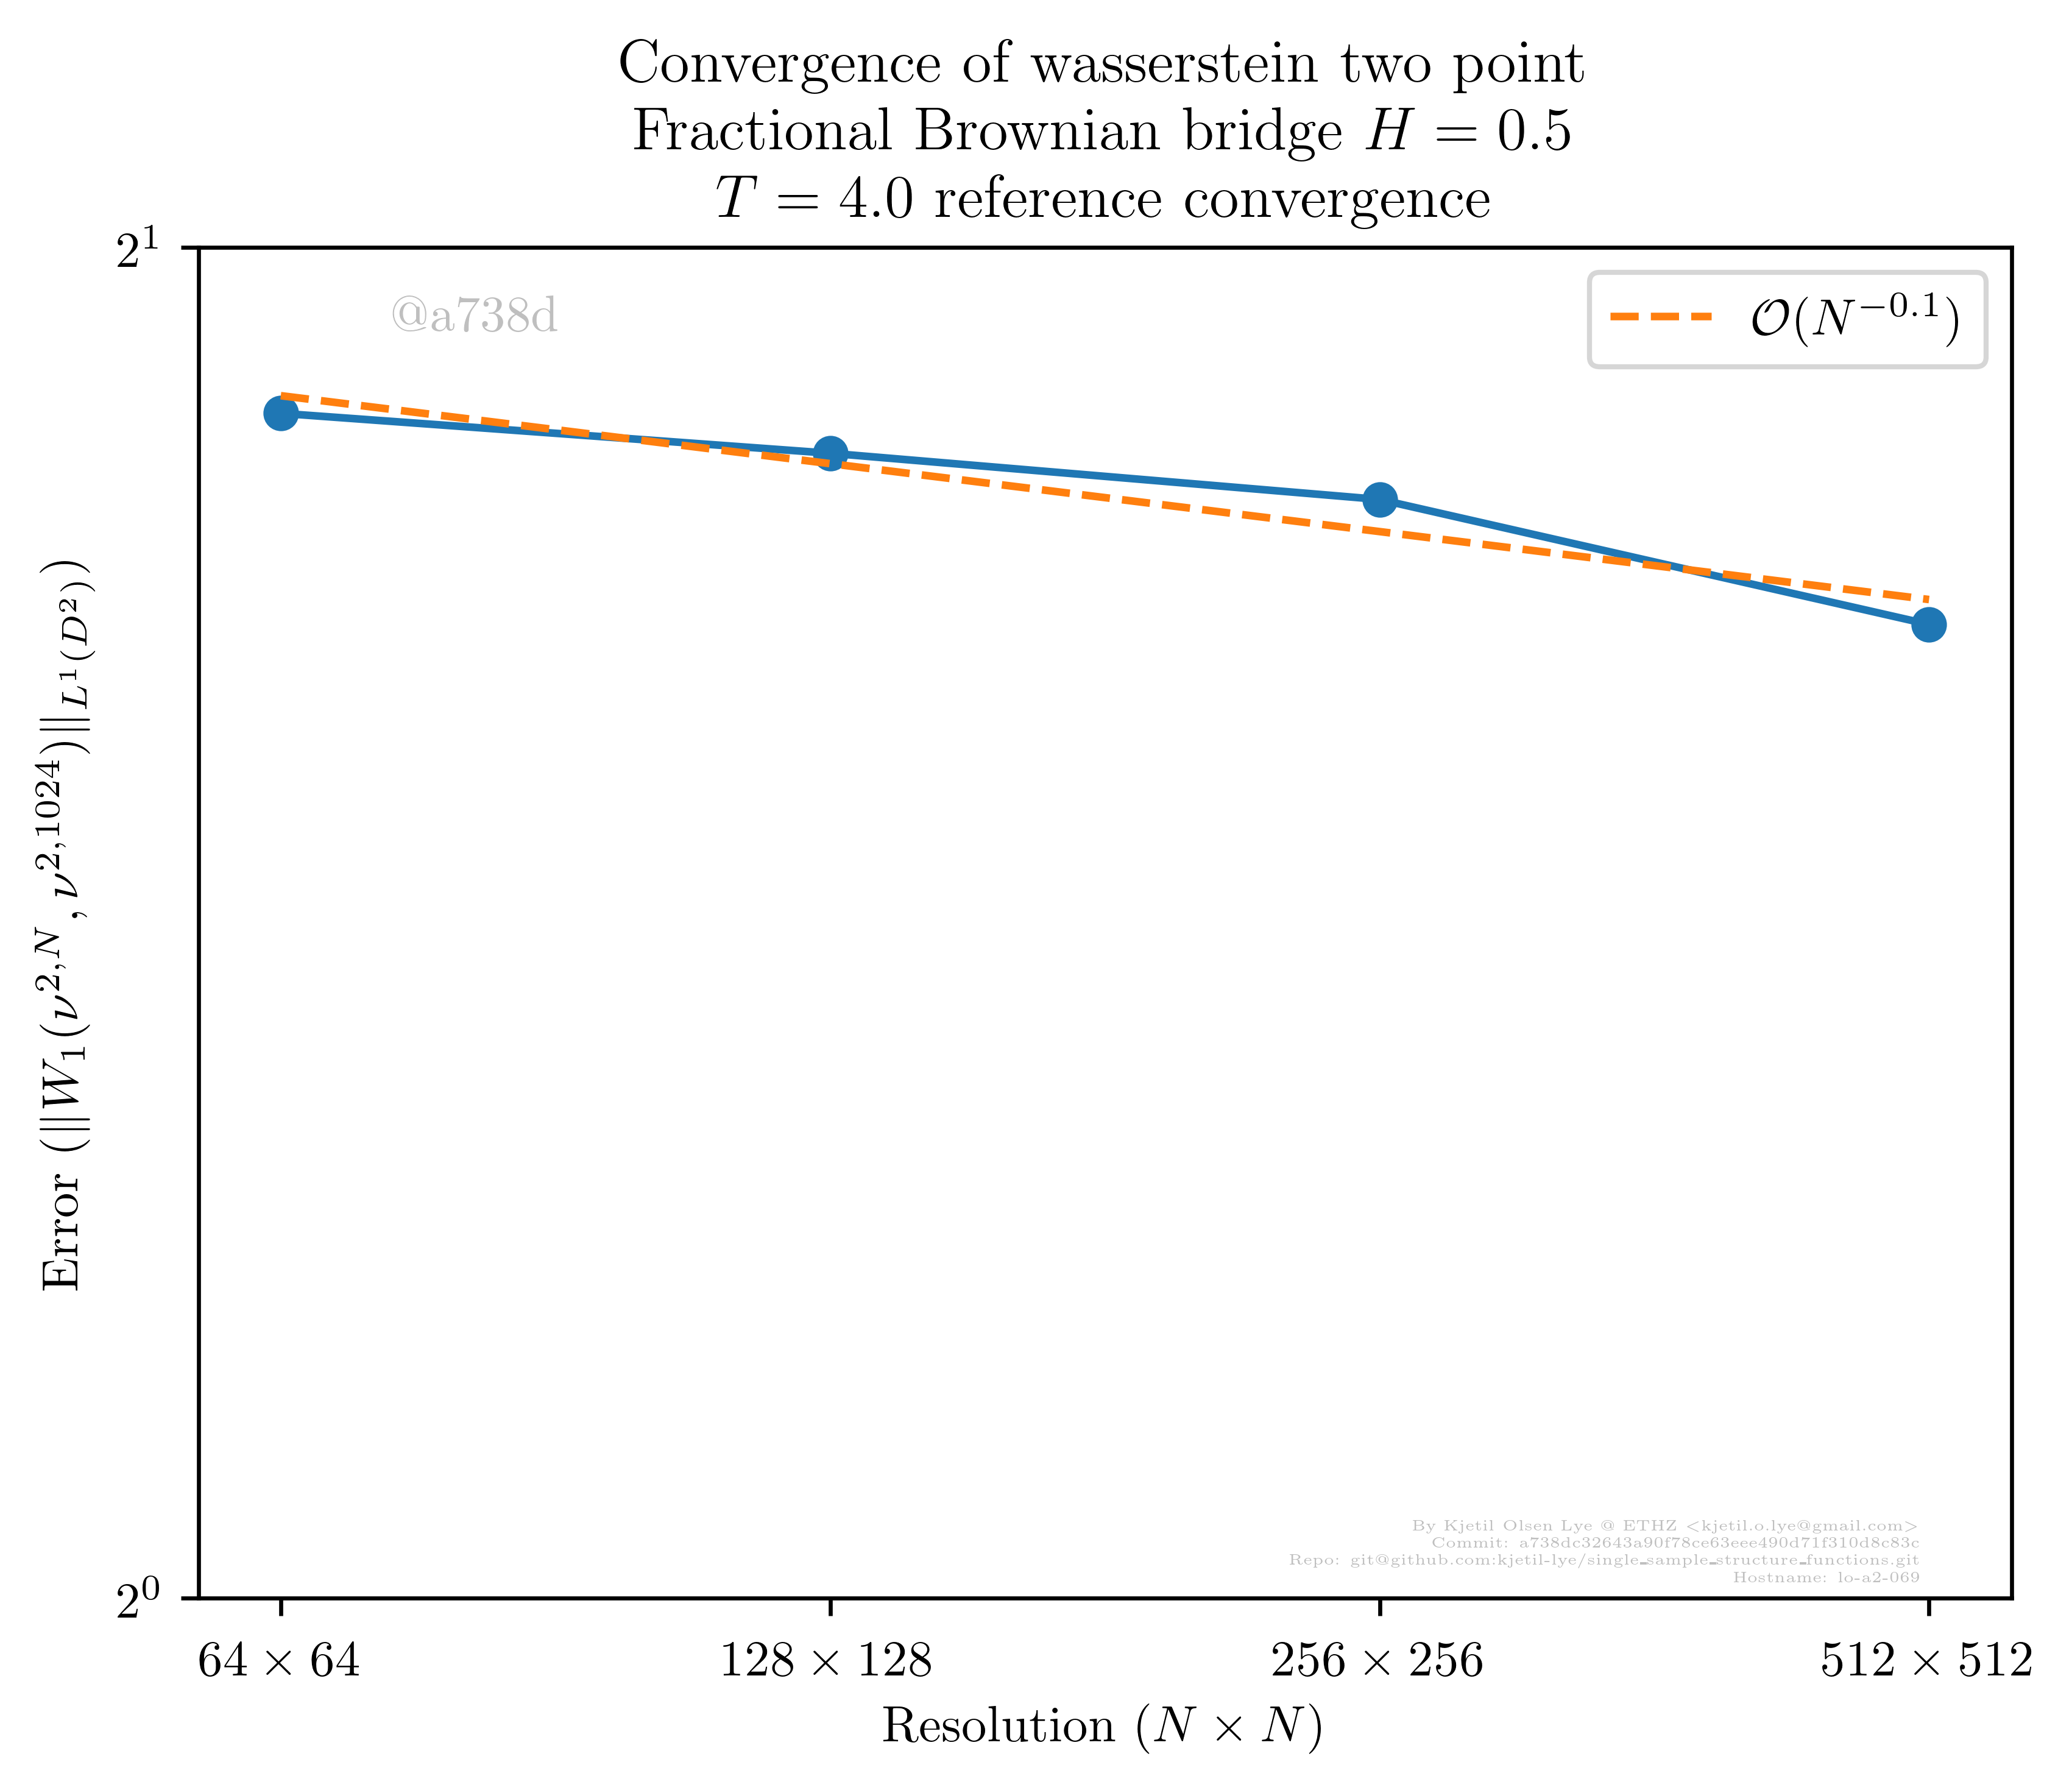 Convergence of wasserstein two point
Fractional Brownian bridge H = 0.5
T = 4.0 reference convergence
2^1
@a738d
O(N^{-0.1})
Error (||W_1(ν^{2,N}, ν^{2,1024})||_{L^1(D^2)})
By Kjetil Olsen Lye @ ETHZ <kjetil.o.lye@gmail.com>
Commit: a738dc32643a90f78ce63eee490d71f310d8c83c
Repo: git@github.com:kjetil-lye/single_sample_structure_functions.git
Hostname: lo-a2-069
2^0
64 × 64 128 × 128 256 × 256 512 × 512
Resolution (N × N)